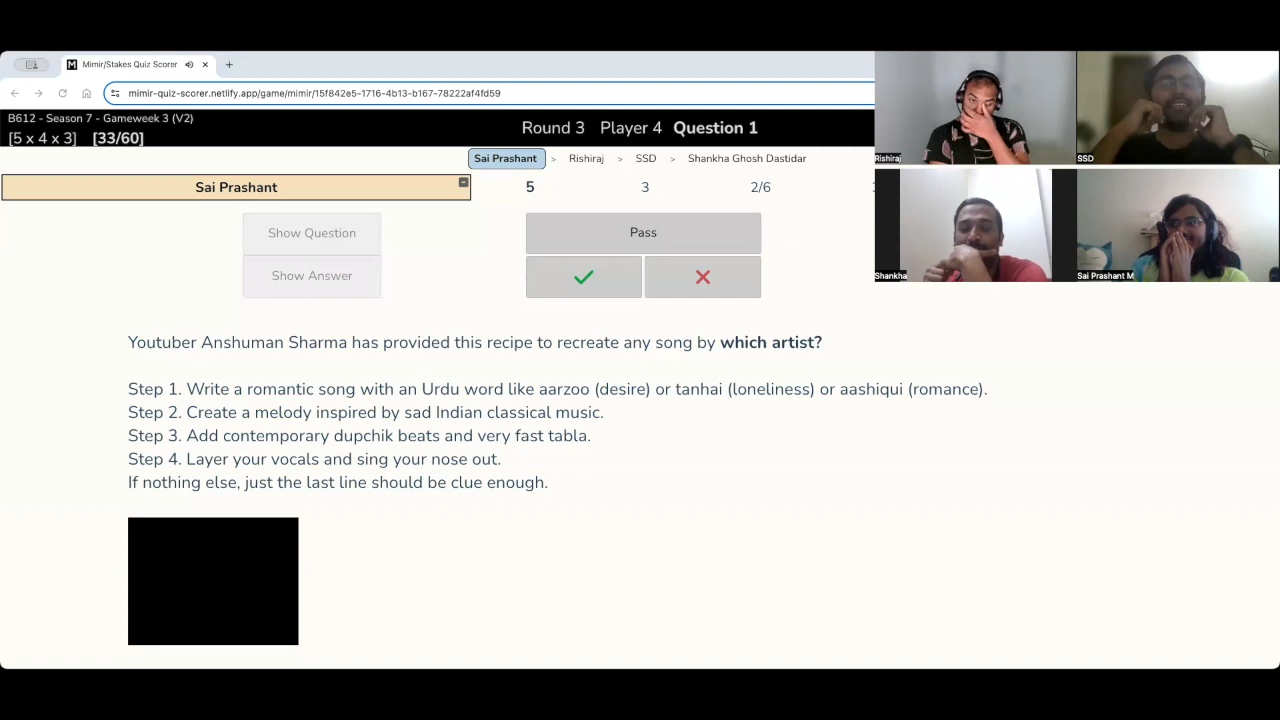 Mimir/Stakes Quiz Scorer
mimir-quiz-scorer.netlify.app/game/mimir/15f842e5-1716-4b13-b167-78222af4fd59
B612 - Season 7 - Gameweek 3 (V2)
[5 x 4 x 3] [33/60]
Round 3 Player 4 Question 1
Sai Prashant > Rishiraj > SSD > Shankha Ghosh Dastidar
Sai Prashant 5 3 2/6
Show Question
Pass
Show Answer
Rishiraj
SSD
Shankha
Sai Prashant M
Youtuber Anshuman Sharma has provided this recipe to recreate any song by which artist?
Step 1. Write a romantic song with an Urdu word like aarzoo (desire) or tanhai (loneliness) or aashiqui (romance).
Step 2. Create a melody inspired by sad Indian classical music.
Step 3. Add contemporary dupchik beats and very fast tabla.
Step 4. Layer your vocals and sing your nose out.
If nothing else, just the last line should be clue enough.